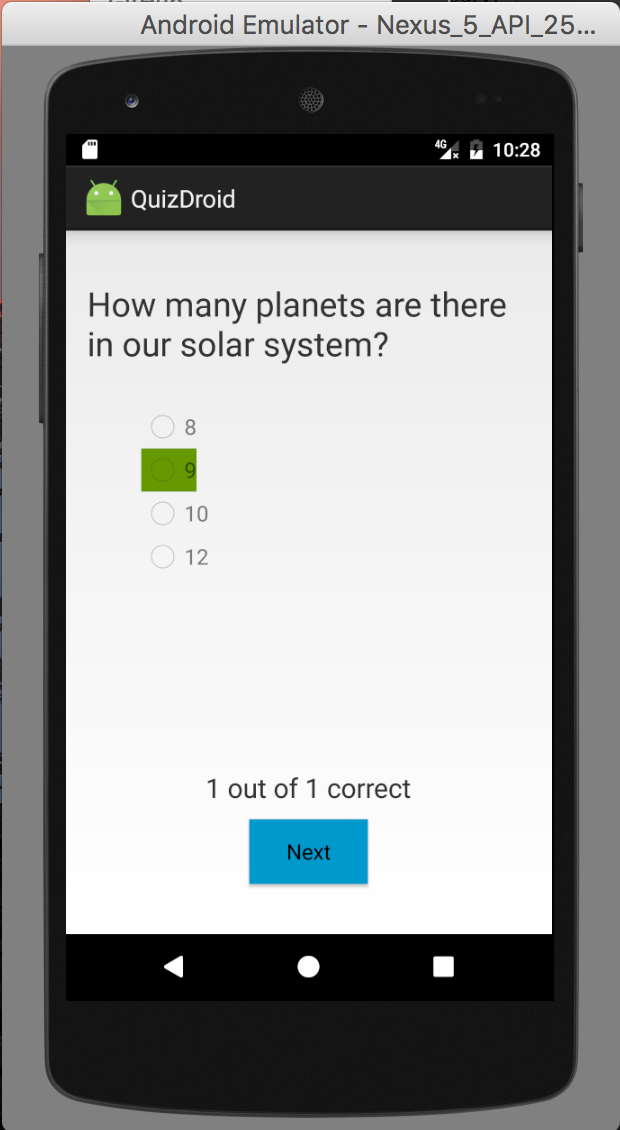 Android Emulator - Nexus_5_API_25...
4G 10:28
QuizDroid
How many planets are there
in our solar system?
8
9
10
12
1 out of 1 correct
Next